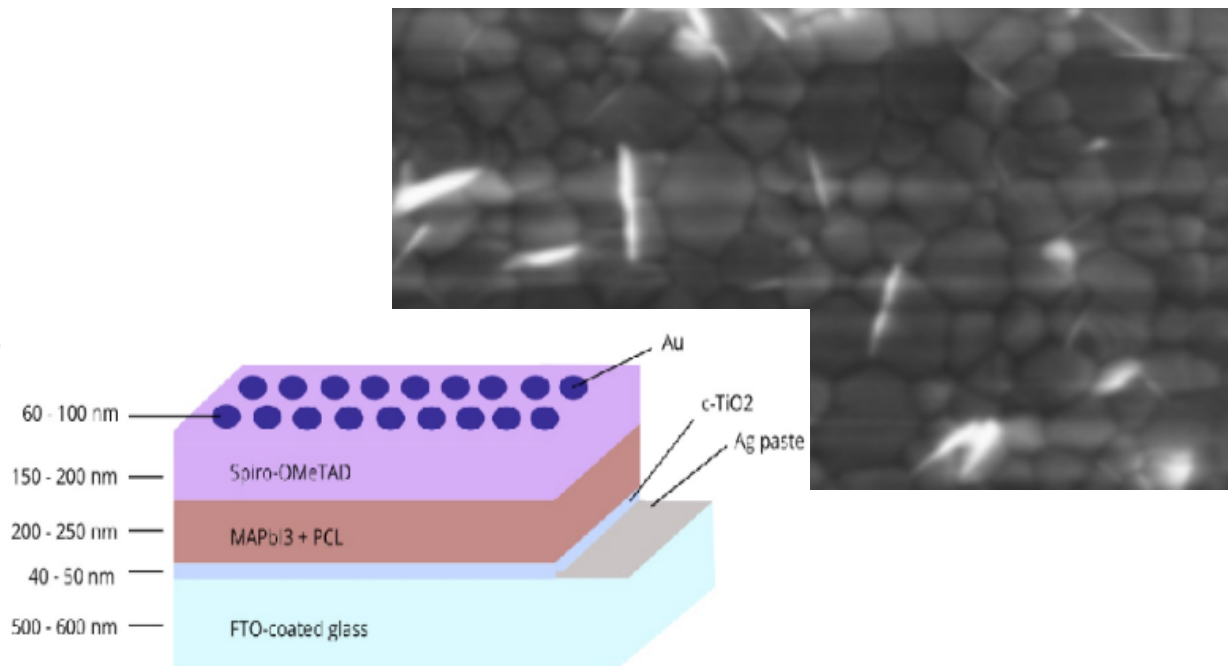 Au
60 - 100 nm
c-TiO2
Ag paste
Spiro-OMeTAD
150 - 200 nm
200 - 250 nm
MAPbI3 + PCL
40 - 50 nm
500 - 600 nm
FTO-coated glass